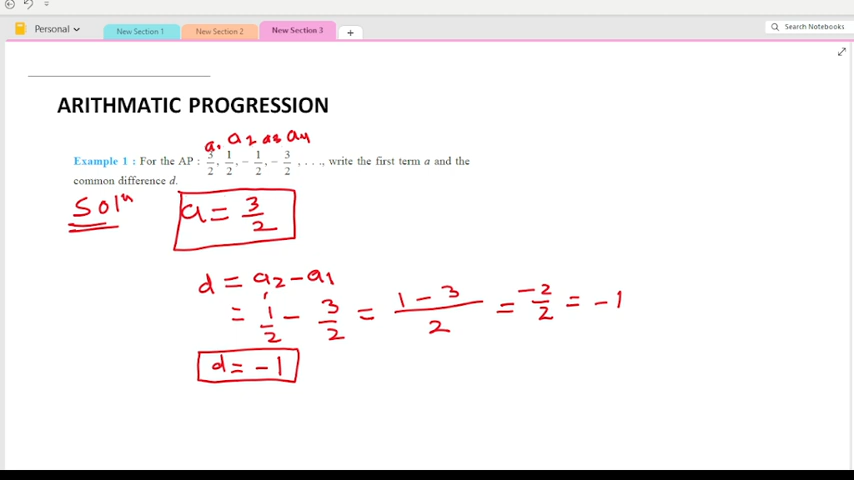 Personal
New Section 1
New Section 2
New Section 3
+
Search Notebooks
ARITHMATIC PROGRESSION
a₁ a₂ a₃ a₄
Example 1 : For the AP : 3/2, 1/2, −1/2, −3/2, . . ., write the first term a and the
common difference d.
Solⁿ
a = 3/2
d = a₂ − a₁
= 1/2 − 3/2 = (1 − 3)/2 = −2/2 = −1
d = −1